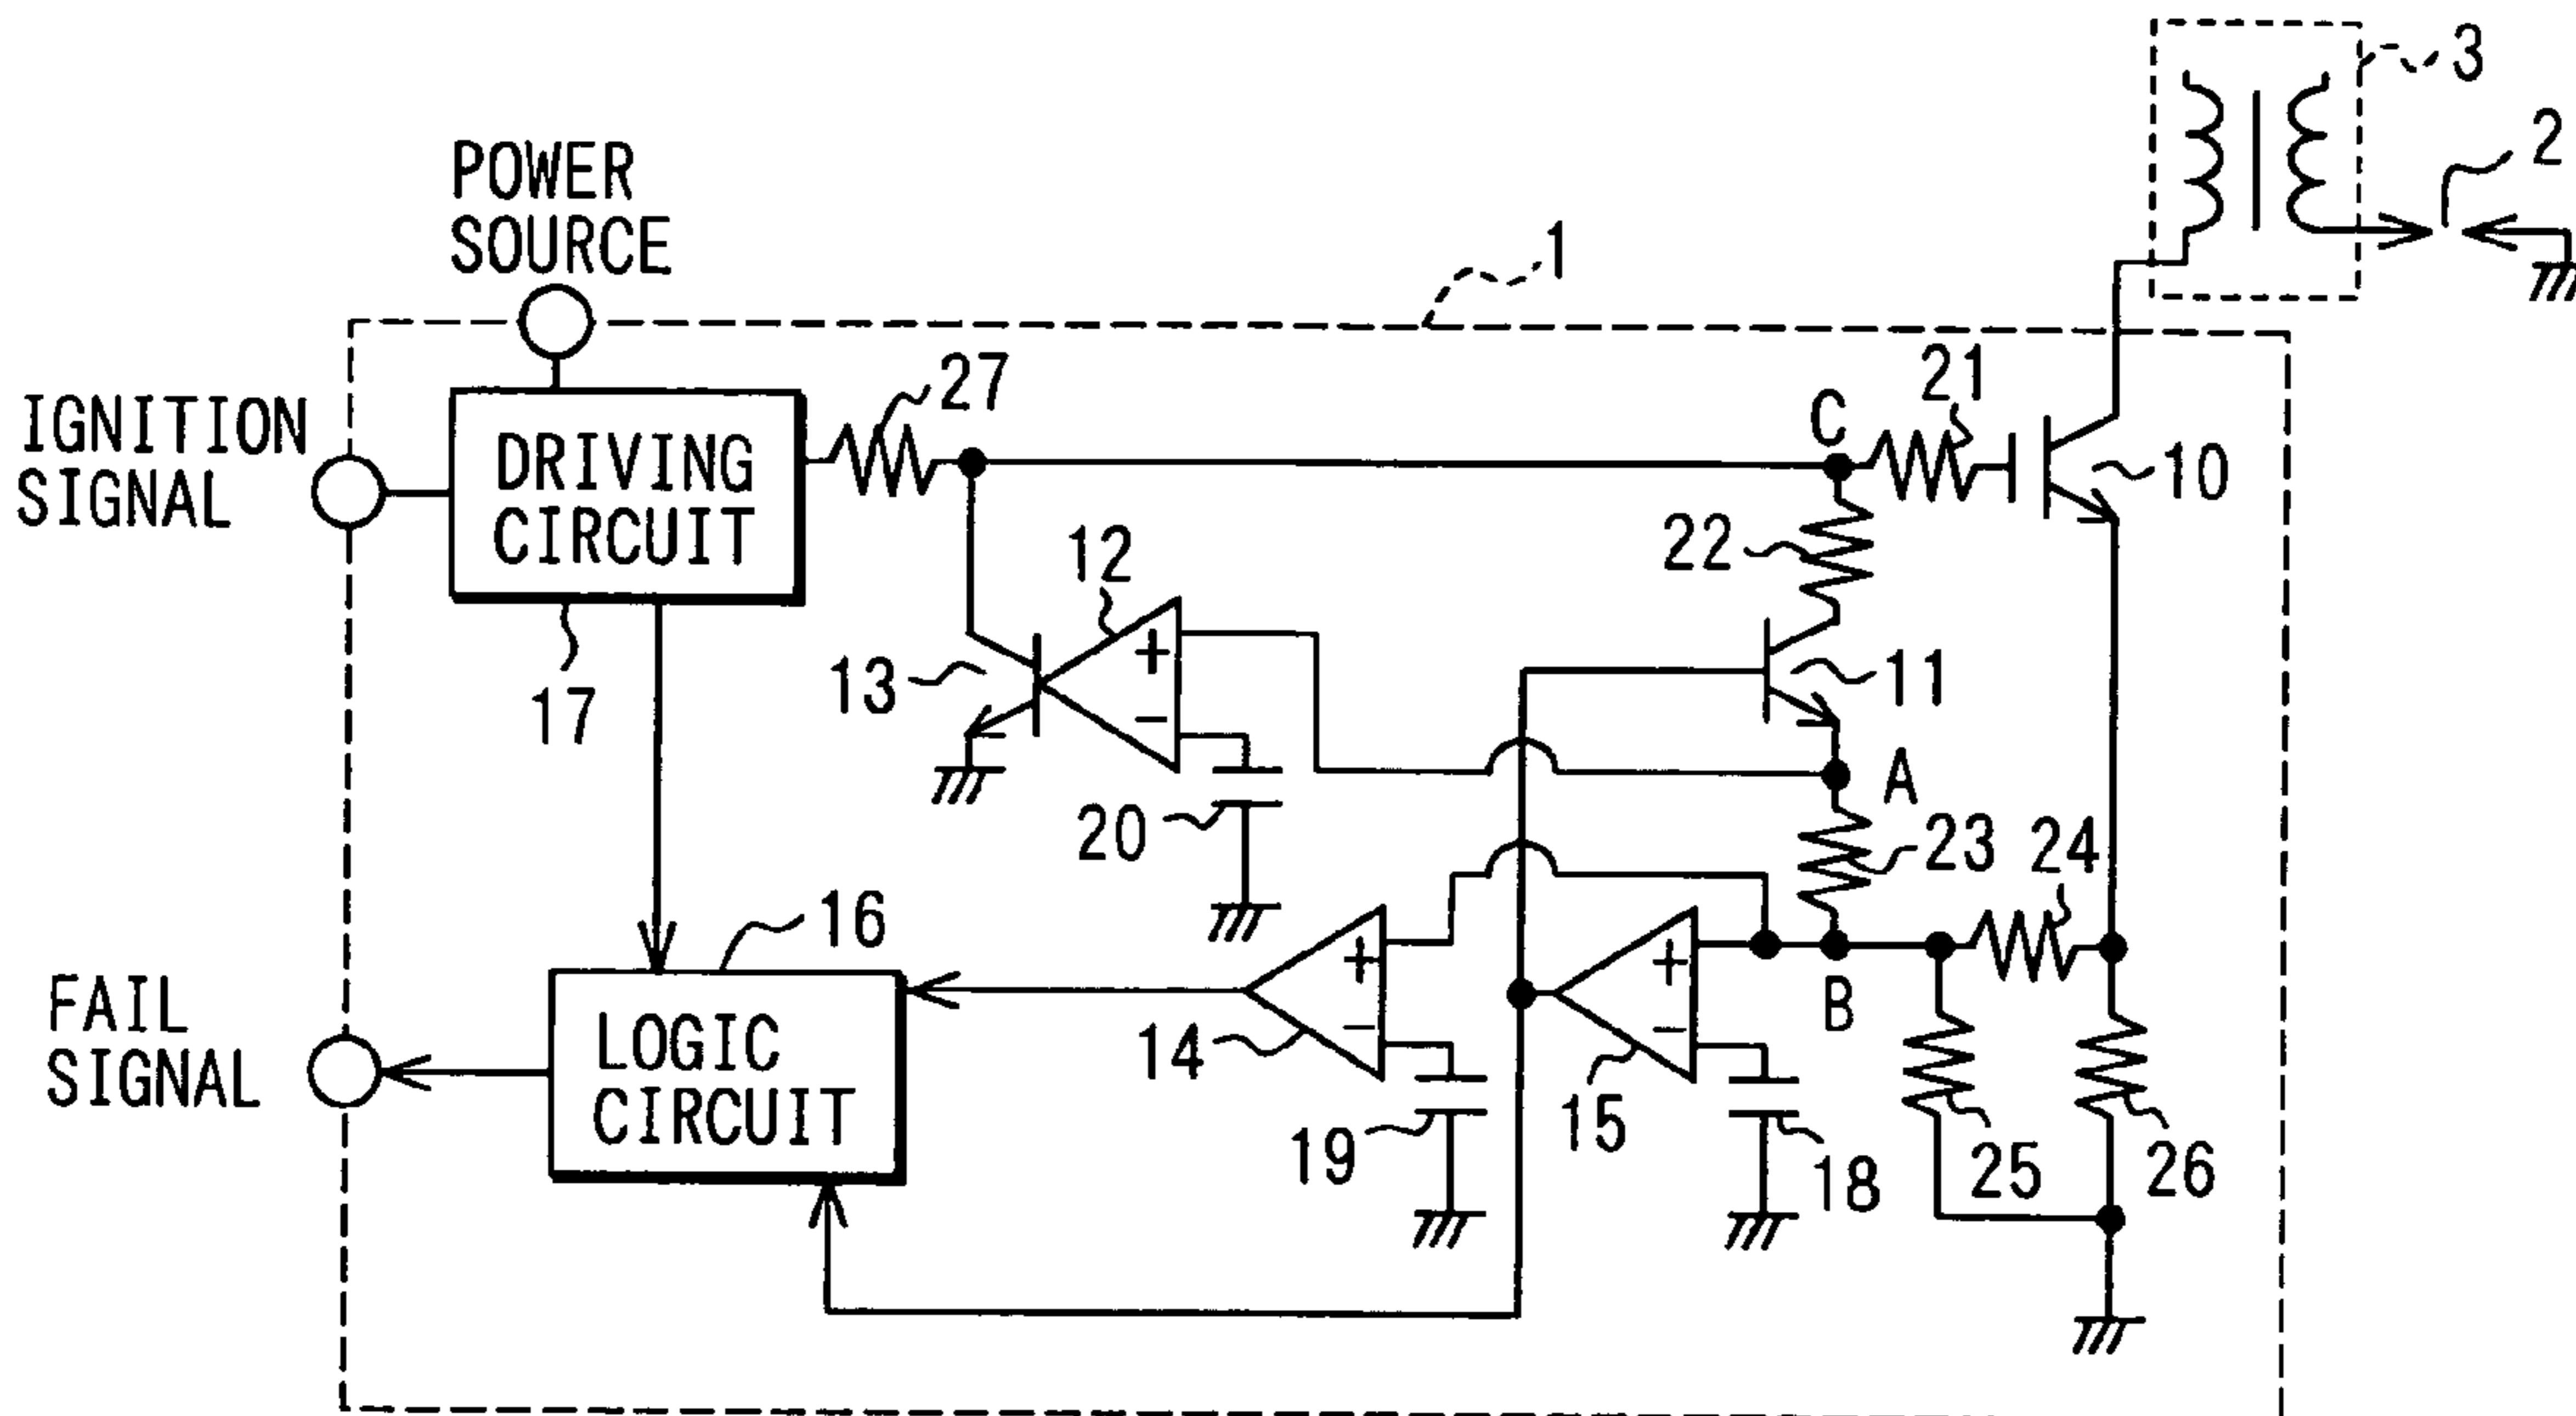 3
2
POWER
SOURCE
1
IGNITION
SIGNAL
DRIVING
CIRCUIT
27
C
21
10
22
12
13
17
11
A
20
23
24
16
B
FAIL
SIGNAL
LOGIC
CIRCUIT
14
19
15
18
25
26
+
−
+
−
+
−